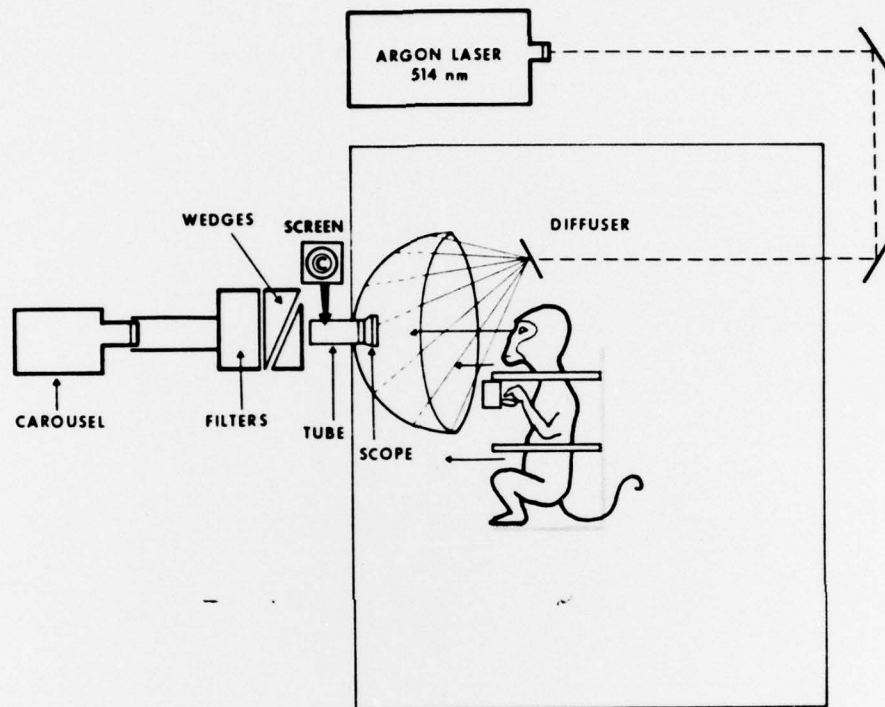 ARGON LASER
514 nm
WEDGES
SCREEN
C
DIFFUSER
CAROUSEL
FILTERS
TUBE
SCOPE